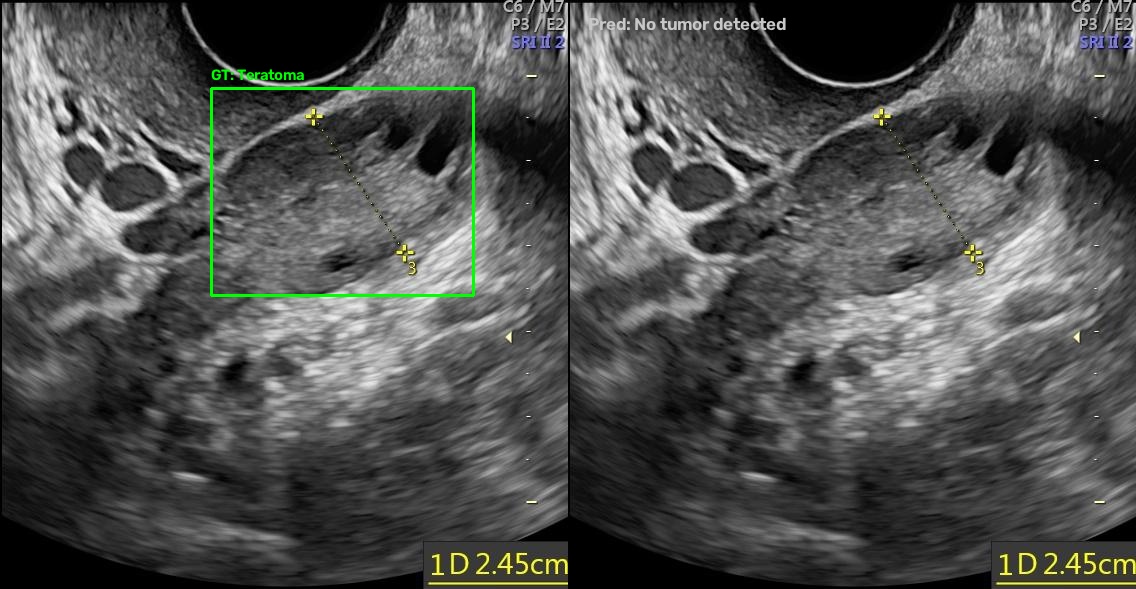 C6 / M7
P3 / E2
SRI II 2
GT: Teratoma
3
1 D 2.45cm
C6 / M7
P3 / E2
SRI II 2
Pred: No tumor detected
3
1 D 2.45cm